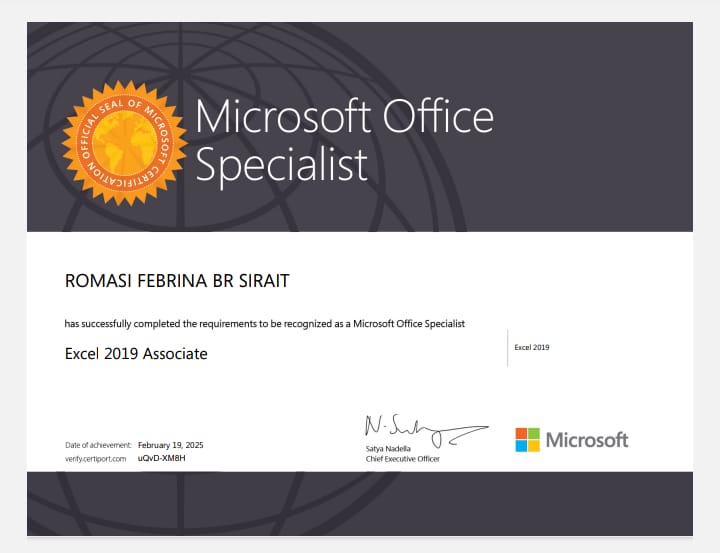 OFFICIAL SEAL OF MICROSOFT CERTIFICATION
Microsoft Office
Specialist
ROMASI FEBRINA BR SIRAIT
has successfully completed the requirements to be recognized as a Microsoft Office Specialist
Excel 2019 Associate
Excel 2019
Date of achievement: February 19, 2025
verify.certiport.com uQvD-XM8H
N. S
Satya Nadella
Chief Executive Officer
Microsoft